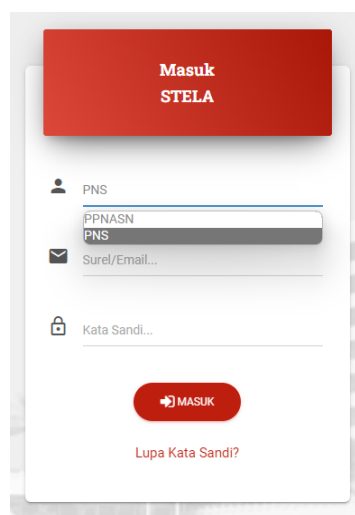 Masuk
STELA
PNS
PPNASN
PNS
Surel/Email...
Kata Sandi...
MASUK
Lupa Kata Sandi?